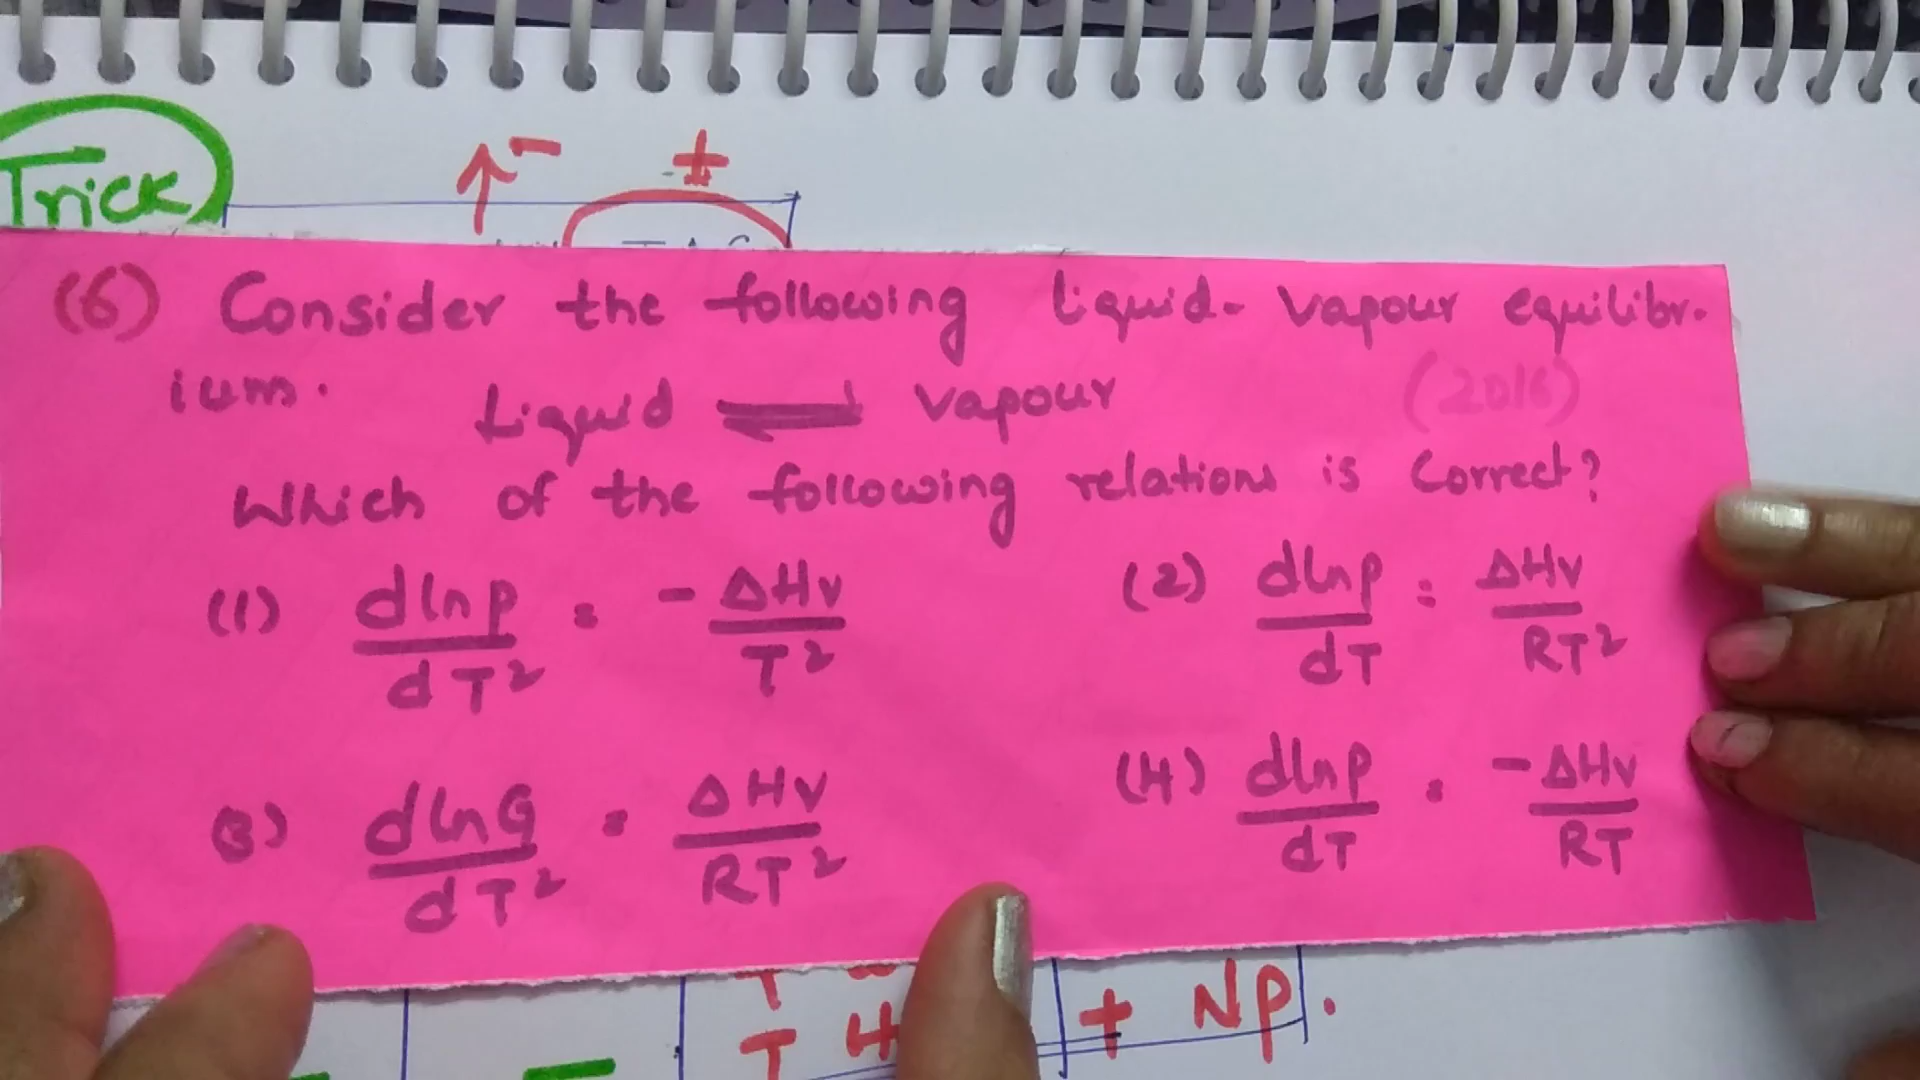 Trick
↑- ±
(6) Consider the following liquid- vapour equilibr-
ium. (2016)
Liquid ⇌ vapour
Which of the following relations is correct?
(1) dlnp/dT² = -ΔHv/T² (2) dlnp/dT = ΔHv/RT²
(3) dlnG/dT² = ΔHv/RT² (4) dlnp/dT = -ΔHv/RT
+ NP.
T H